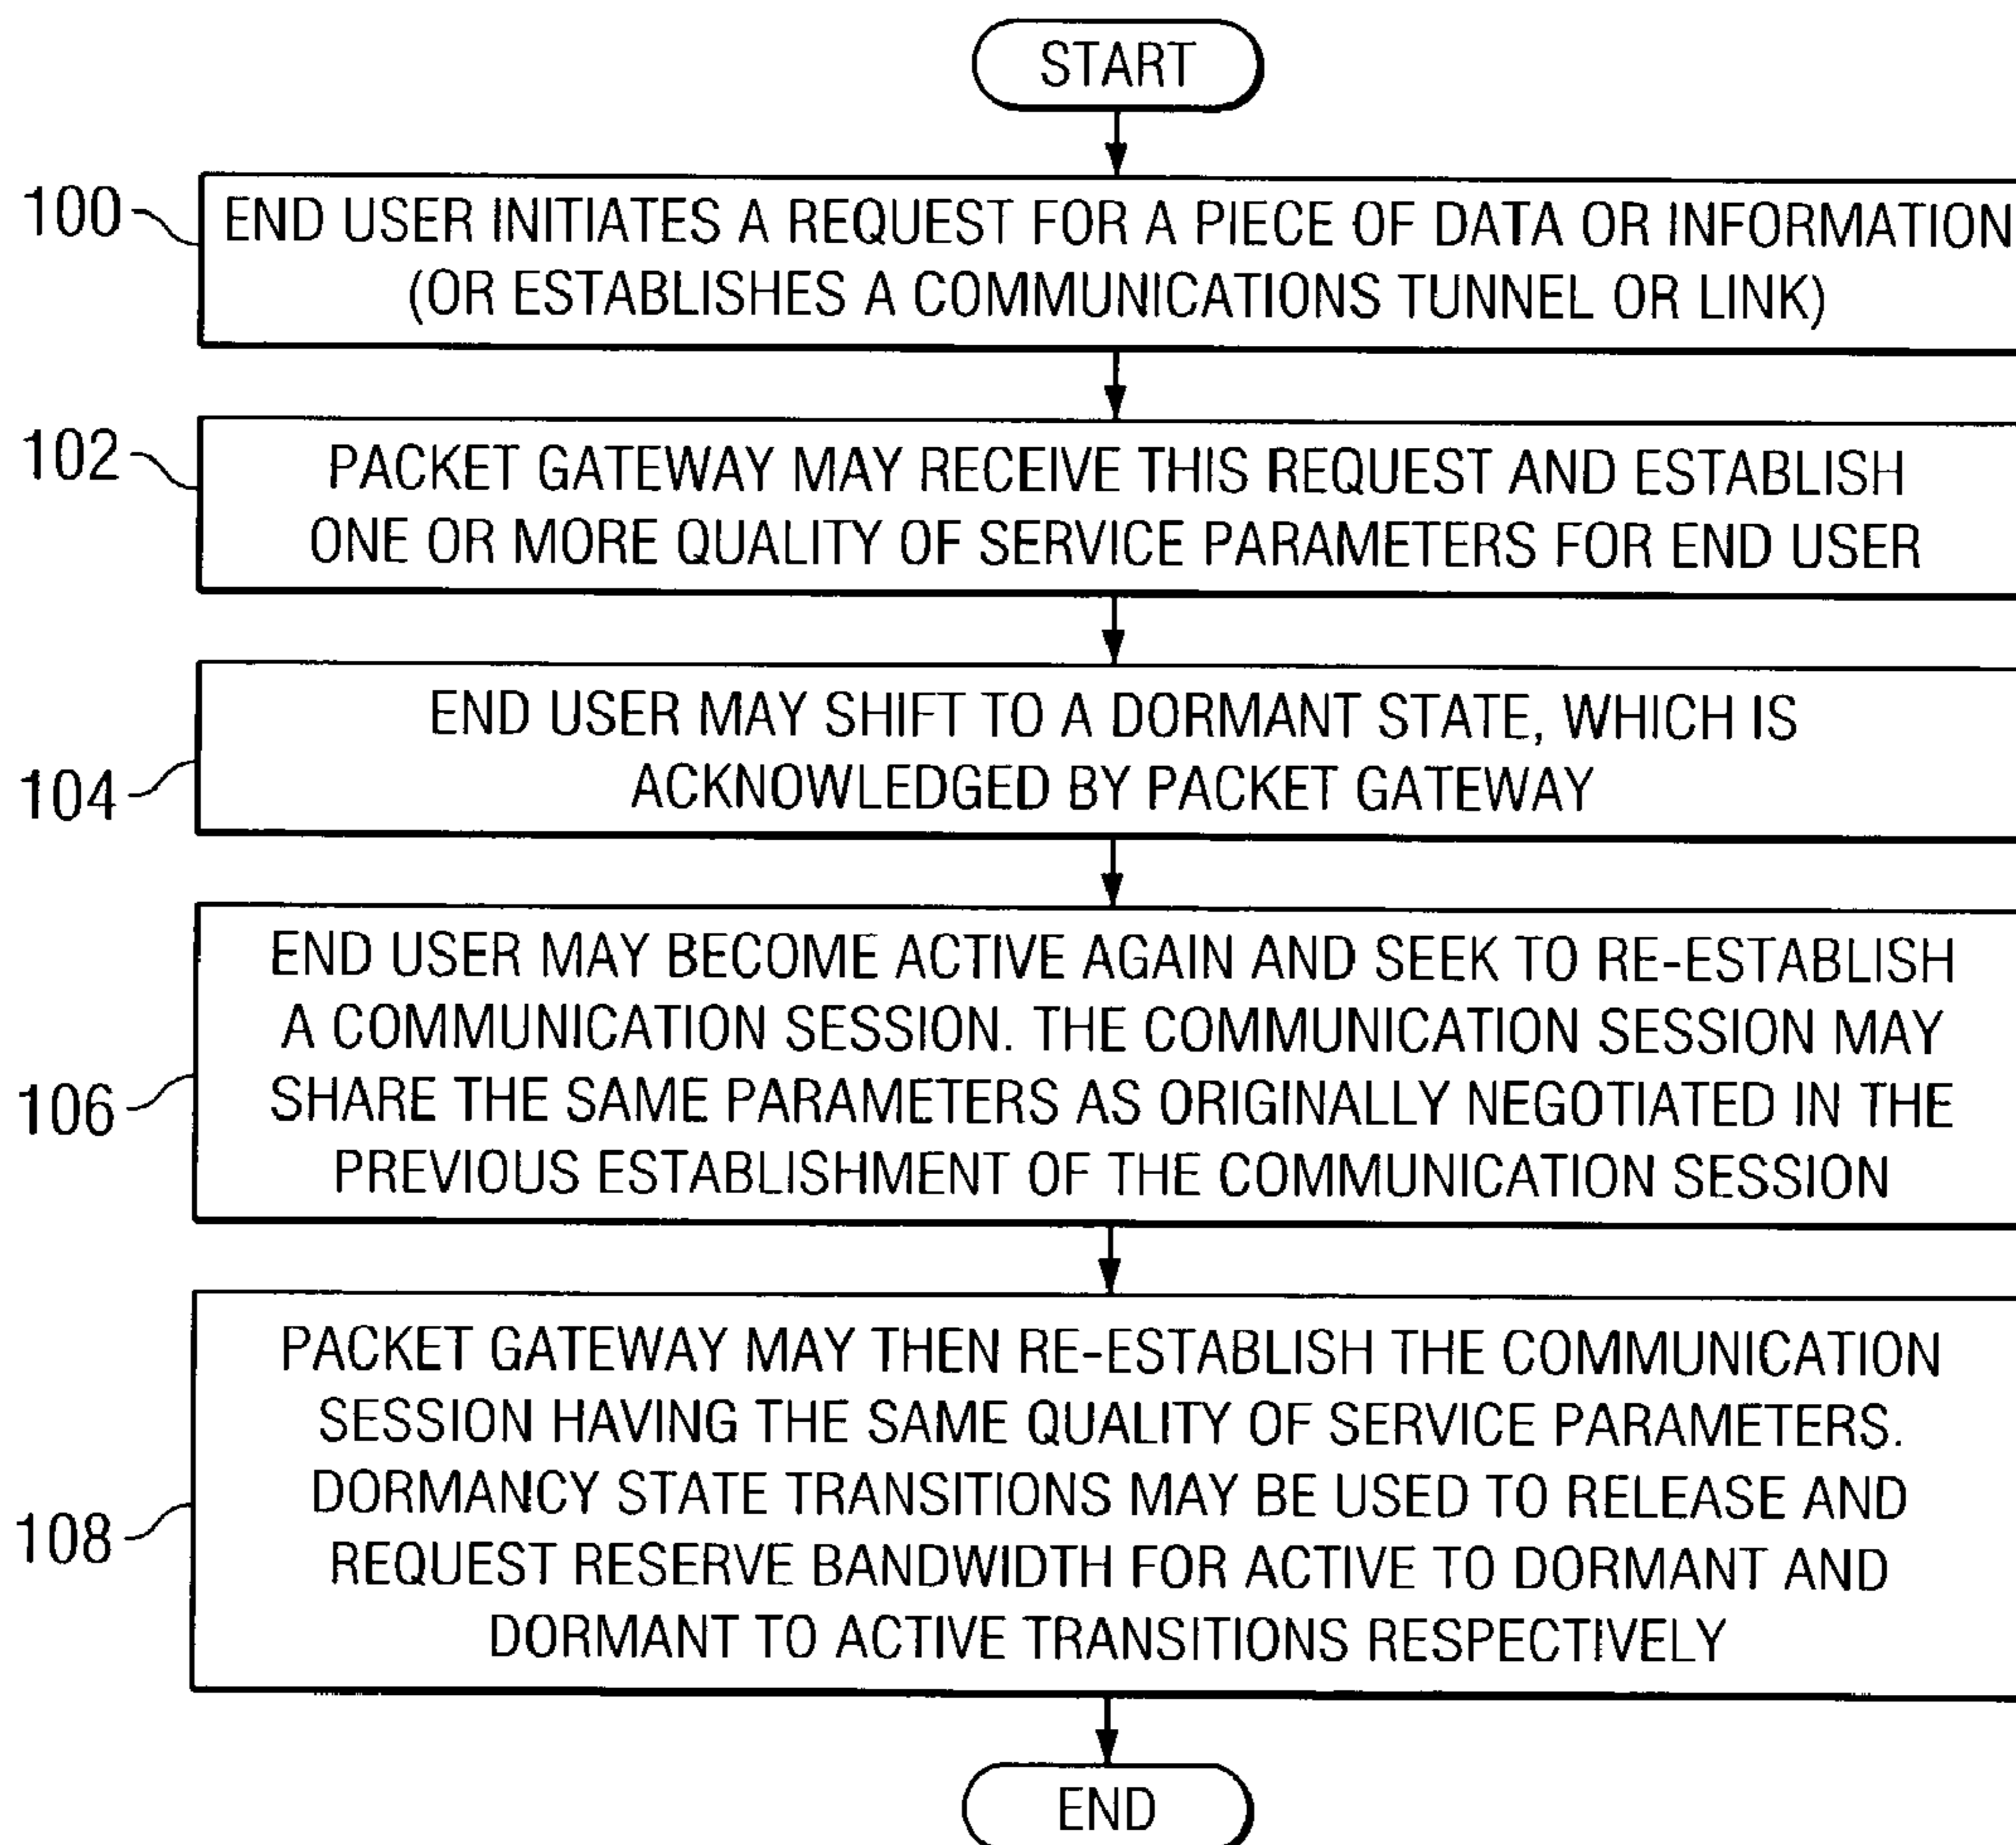 START
100
END USER INITIATES A REQUEST FOR A PIECE OF DATA OR INFORMATION
(OR ESTABLISHES A COMMUNICATIONS TUNNEL OR LINK)
102
PACKET GATEWAY MAY RECEIVE THIS REQUEST AND ESTABLISH
ONE OR MORE QUALITY OF SERVICE PARAMETERS FOR END USER
104
END USER MAY SHIFT TO A DORMANT STATE, WHICH IS
ACKNOWLEDGED BY PACKET GATEWAY
106
END USER MAY BECOME ACTIVE AGAIN AND SEEK TO RE-ESTABLISH
A COMMUNICATION SESSION. THE COMMUNICATION SESSION MAY
SHARE THE SAME PARAMETERS AS ORIGINALLY NEGOTIATED IN THE
PREVIOUS ESTABLISHMENT OF THE COMMUNICATION SESSION
108
PACKET GATEWAY MAY THEN RE-ESTABLISH THE COMMUNICATION
SESSION HAVING THE SAME QUALITY OF SERVICE PARAMETERS.
DORMANCY STATE TRANSITIONS MAY BE USED TO RELEASE AND
REQUEST RESERVE BANDWIDTH FOR ACTIVE TO DORMANT AND
DORMANT TO ACTIVE TRANSITIONS RESPECTIVELY
END